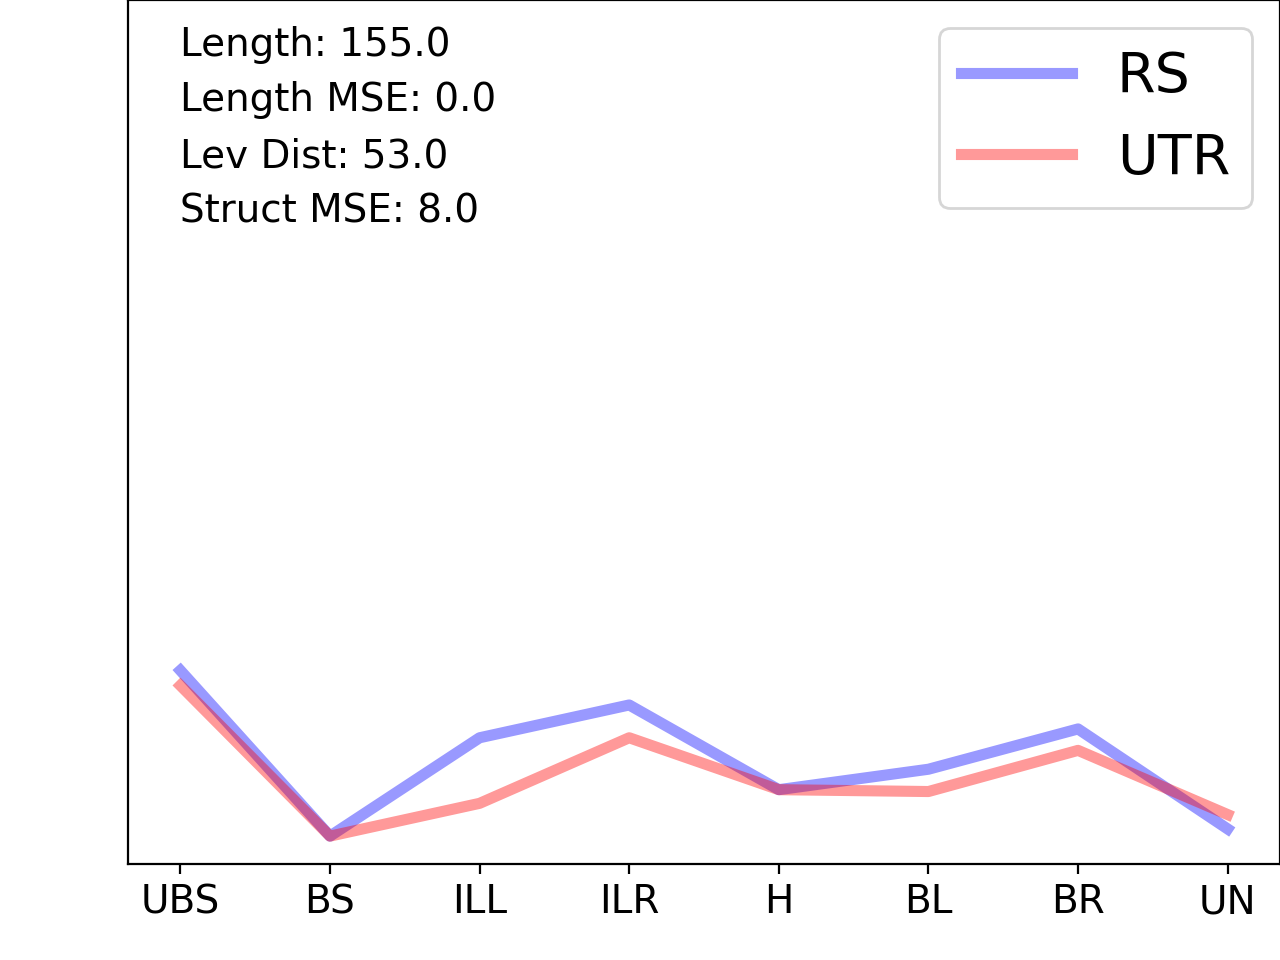 Length: 155.0
Length MSE: 0.0
Lev Dist: 53.0
Struct MSE: 8.0
RS
UTR
UBS BS ILL ILR H BL BR UN